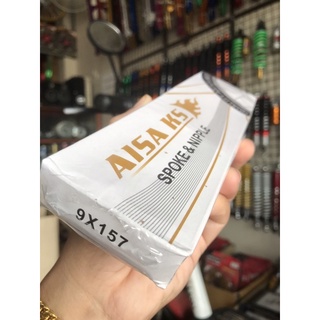 AISA KS
SPOKE & NIPPLE
9X157